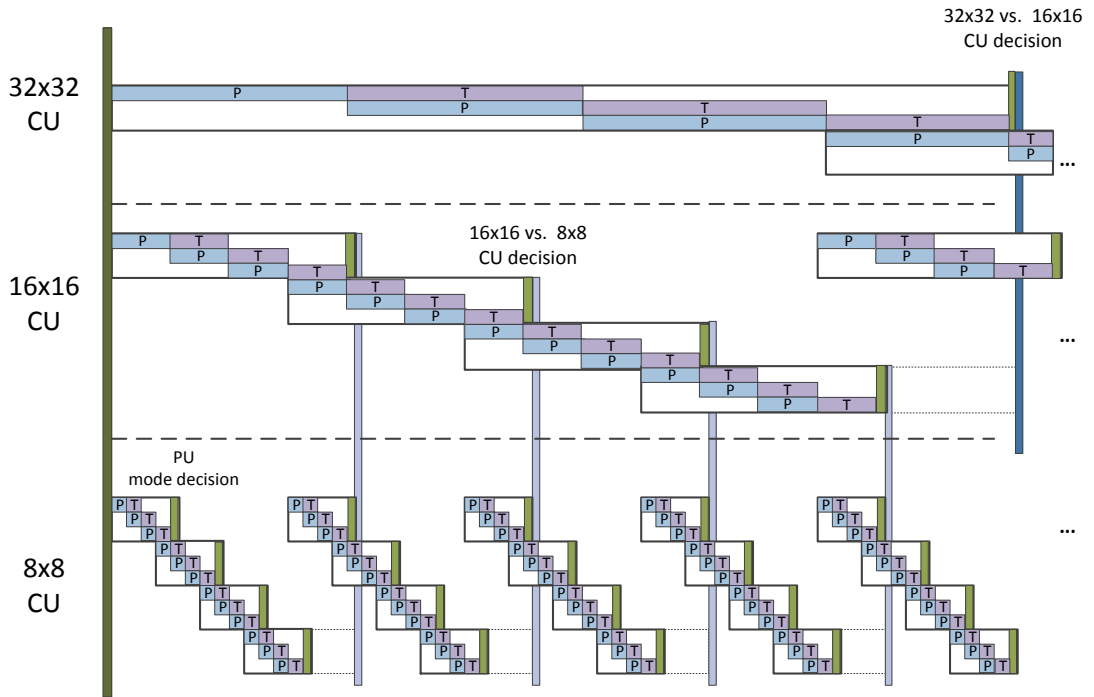 32x32 vs. 16x16
CU decision
32x32
CU
P T
P T
P T
P T
P
...
16x16 vs. 8x8
CU decision
16x16
CU
P T P T
P T P T
P T P T
P T
P T
P T
P T
P T
P T
P T
P T
P T
...
PU
mode decision
8x8
CU
P T P T P T P T P T
P T P T P T P T P T
P T P T P T P T P T
P T P T P T P T P T
P T P T P T P T P T
P T P T P T P T P T
P T P T P T P T P T
P T P T P T P T P T
P T P T P T P T P T
P T P T P T P T P T
P T P T P T P T P T
P T P T P T P T P T
...